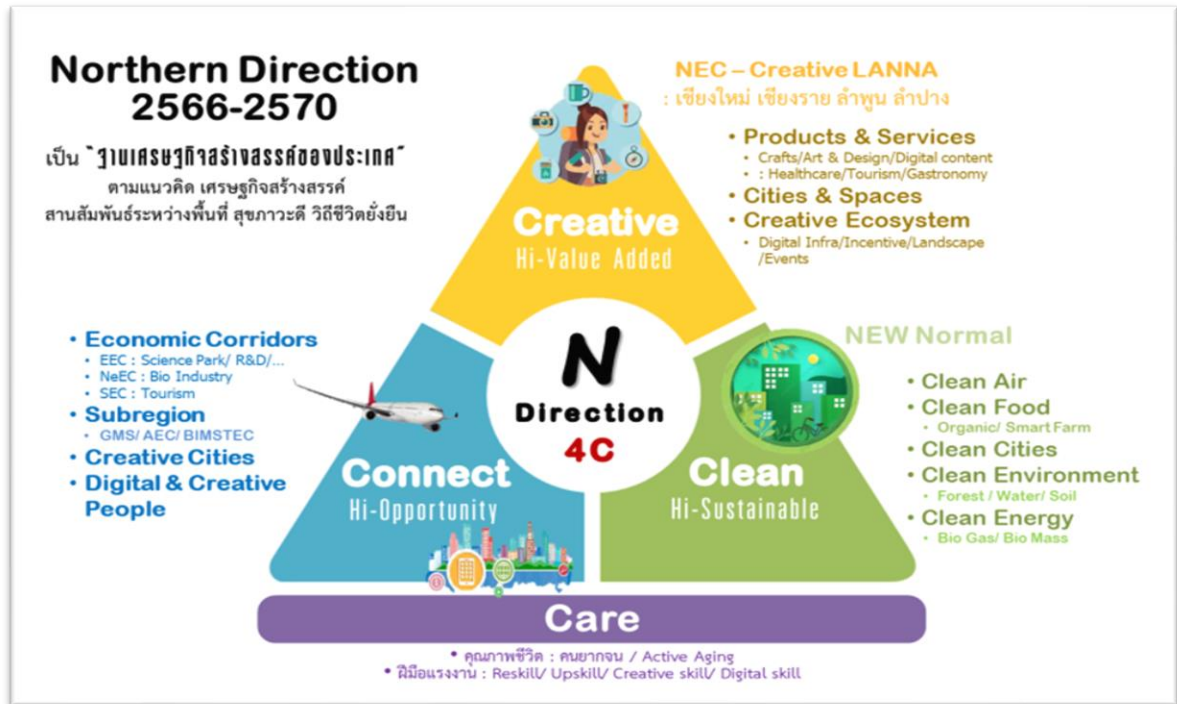 Northern Direction
2566-2570
เป็น "ฐานเศรษฐกิจสร้างสรรค์ของประเทศ"
ตามแนวคิด เศรษฐกิจสร้างสรรค์
สานสัมพันธ์ระหว่างพื้นที่ สุขภาวะดี วิถีชีวิตยั่งยืน
NEC – Creative LANNA
: เชียงใหม่ เชียงราย ลำพูน ลำปาง
• Products & Services
• Crafts/Art & Design/Digital content
• : Healthcare/Tourism/Gastronomy
• Cities & Spaces
• Creative Ecosystem
• Digital Infra/Incentive/Landscape
/Events
Creative
Hi-Value Added
• Economic Corridors
• EEC : Science Park/ R&D/...
• NeEC : Bio Industry
• SEC : Tourism
• Subregion
• GMS/ AEC/ BIMSTEC
• Creative Cities
• Digital & Creative
People
Connect
Hi-Opportunity
N
Direction
4C
Clean
Hi-Sustainable
NEW Normal
• Clean Air
• Clean Food
• Organic/ Smart Farm
• Clean Cities
• Clean Environment
• Forest / Water/ Soil
• Clean Energy
• Bio Gas/ Bio Mass
Care
• คุณภาพชีวิต : คนยากจน / Active Aging
• ฝีมือแรงงาน : Reskill/ Upskill/ Creative skill/ Digital skill